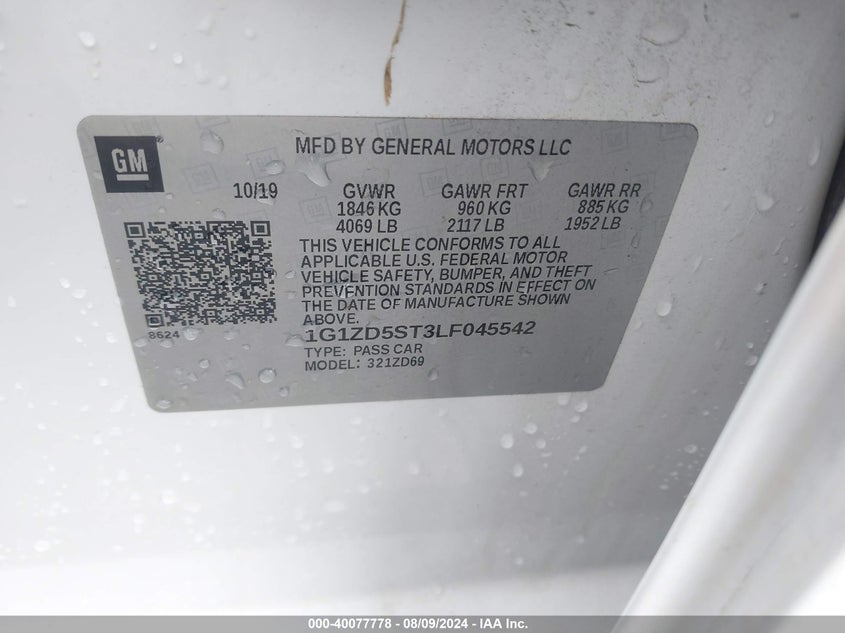 GM
MFD BY GENERAL MOTORS LLC
10/19 GVWR GAWR FRT GAWR RR
1846 KG 960 KG 885 KG
4069 LB 2117 LB 1952 LB
THIS VEHICLE CONFORMS TO ALL
APPLICABLE U.S. FEDERAL MOTOR
VEHICLE SAFETY, BUMPER, AND THEFT
PREVENTION STANDARDS IN EFFECT ON
THE DATE OF MANUFACTURE SHOWN
ABOVE.
8624
1G1ZD5ST3LF045542
TYPE: PASS CAR
MODEL: 321ZD69
000-40077778 - 08/09/2024 - IAAI.com